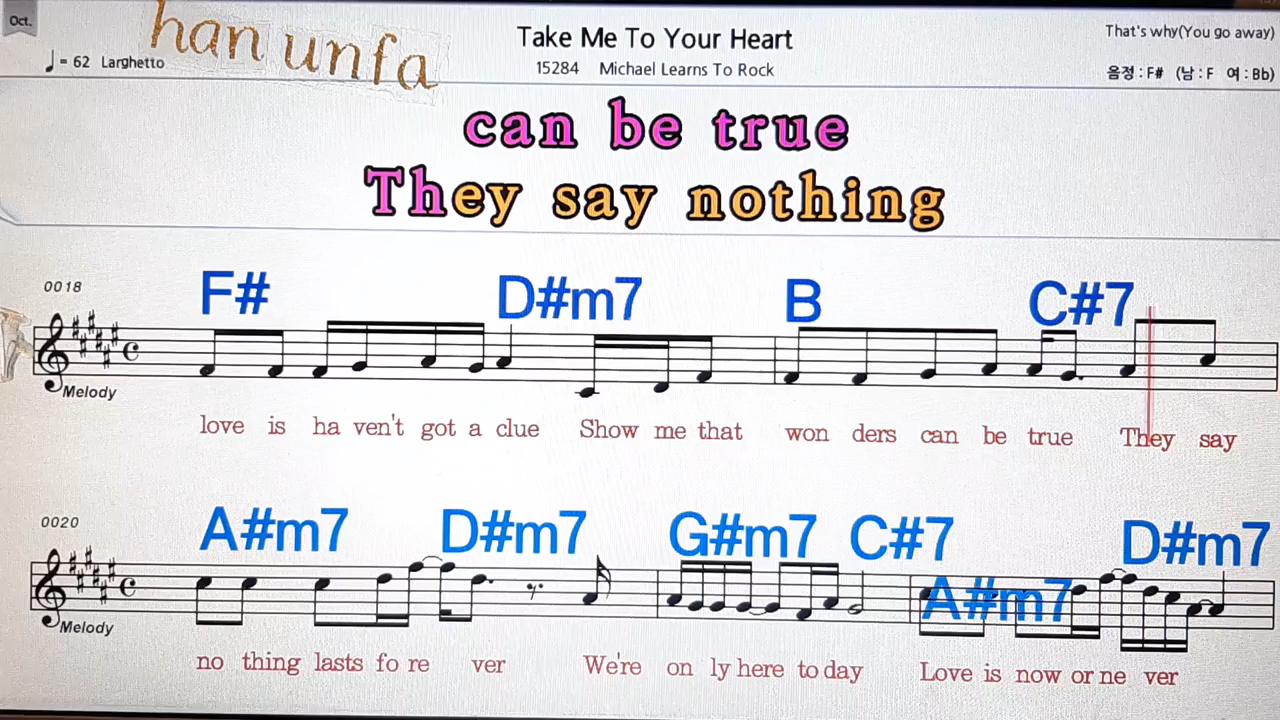 Oct.
han unfa
♩= 62 Larghetto
Take Me To Your Heart
15284 Michael Learns To Rock
That's why(You go away)
음정 : F# (남 : F 여 : Bb)
can be true
They say nothing
0018
F# D#m7 B C#7
Melody
love is ha ven't got a clue Show me that won ders can be true They say
0020
A#m7 D#m7 G#m7 C#7 A#m7 D#m7
Melody
no thing lasts fo re ver We're on ly here to day Love is now or ne ver